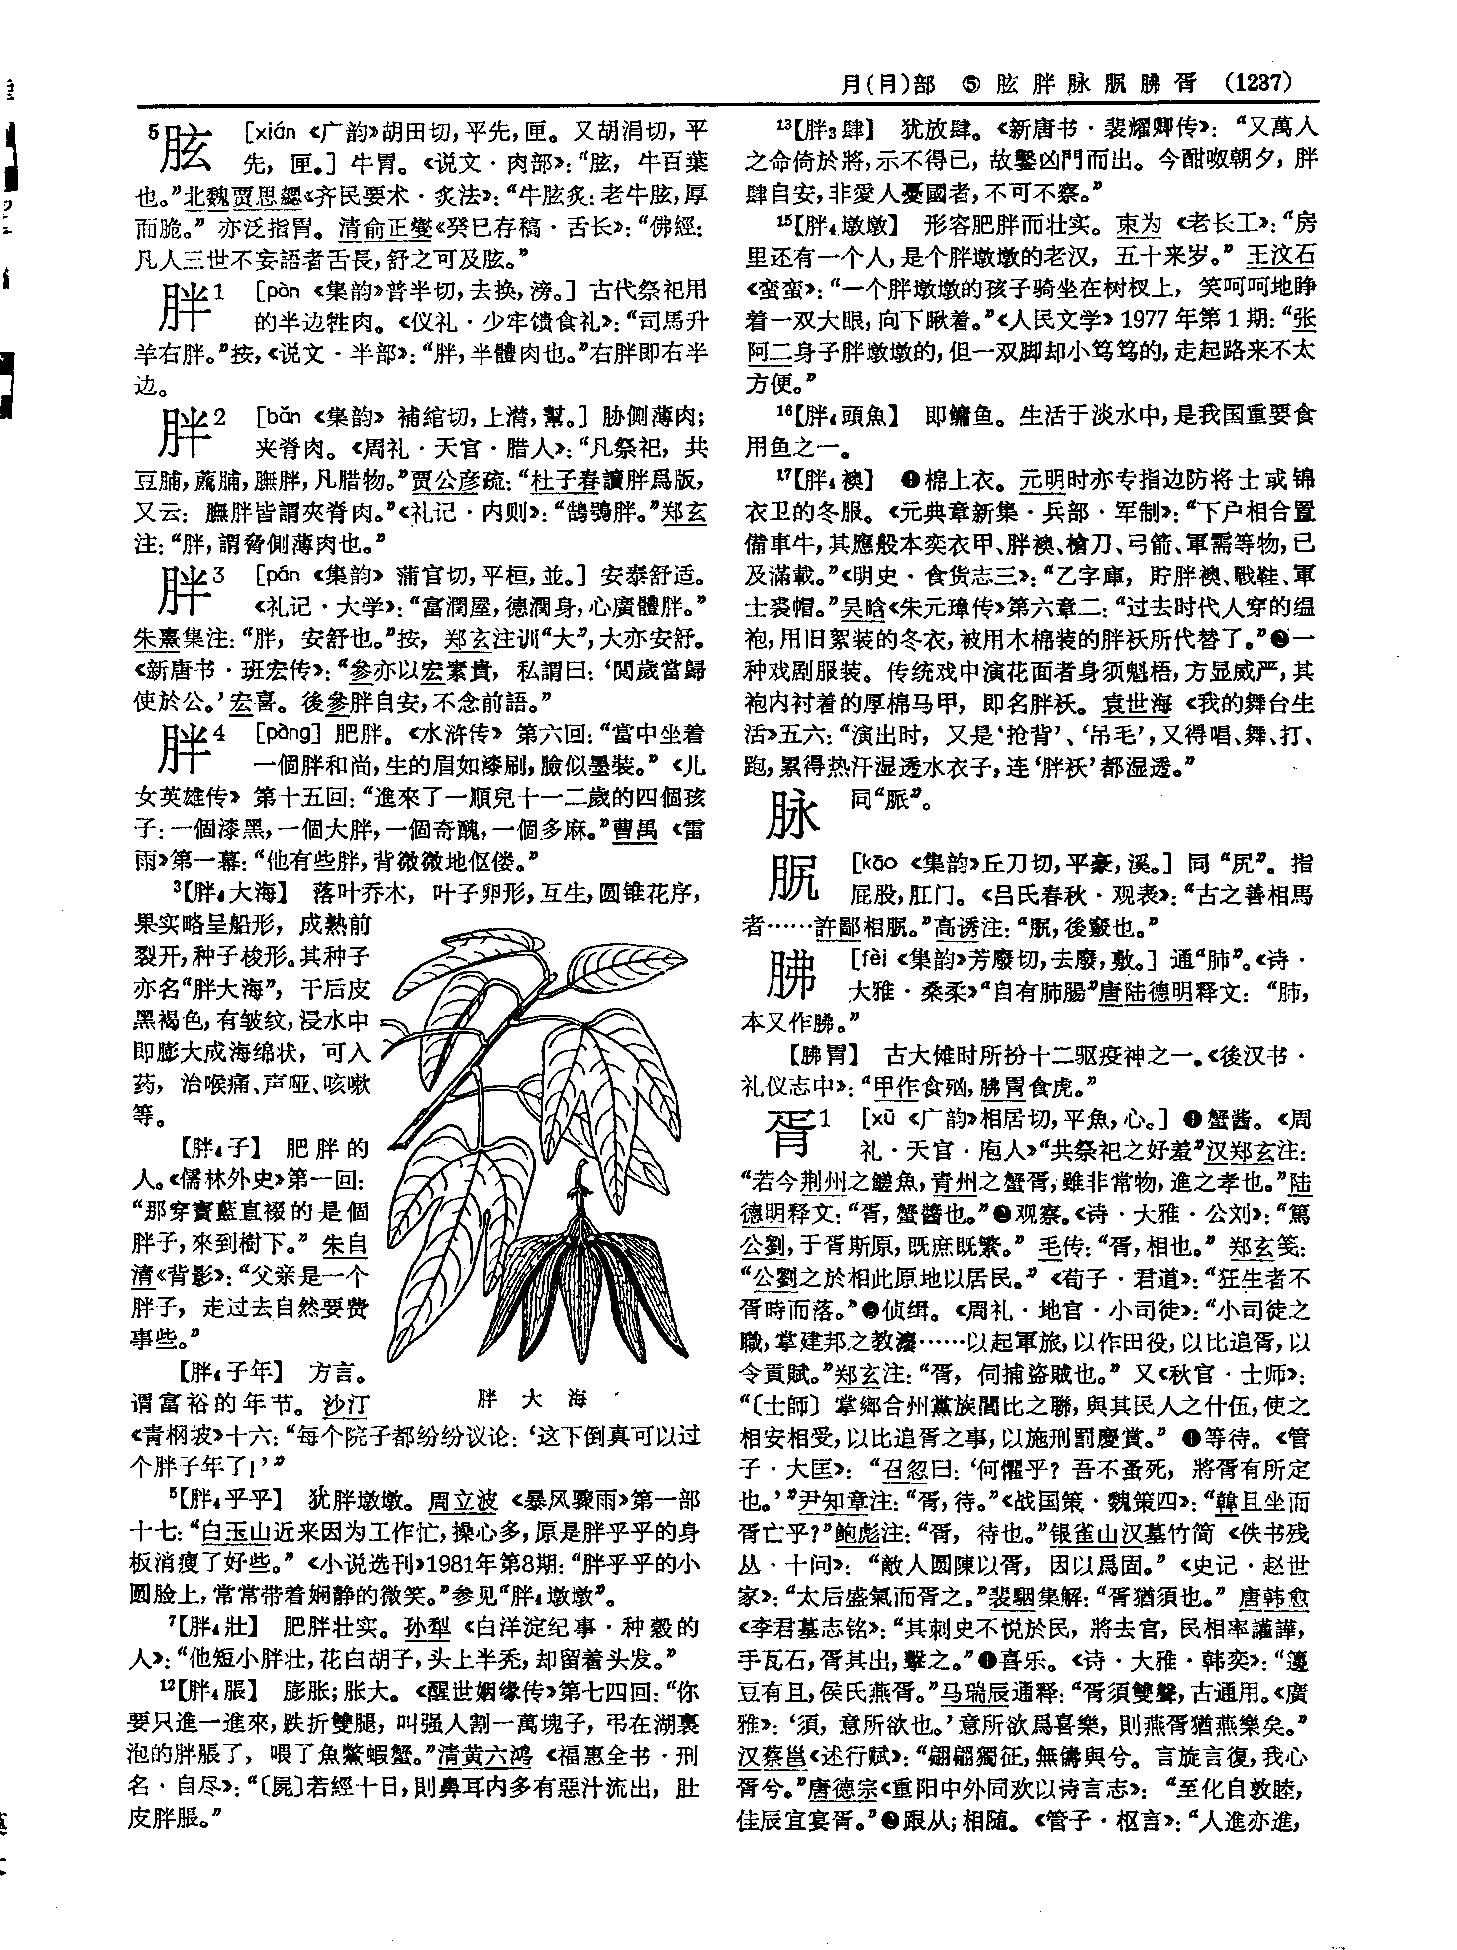 月(⺼)部 ⑤ 胘胖脉脤胇胥 (1237)
5胘 [xián《广韵》胡田切,平先,匣。又胡涓切,平
先,匣。]牛胃。《说文·肉部》:“胘,牛百葉
也。”北魏贾思勰《齐民要术·炙法》:“牛胘炙:老牛胘,厚
而脆。”亦泛指胃。清俞正燮《癸巳存稿·舌长》:“佛經:
凡人三世不妄語者舌長,舒之可及胘。”
胖1 [pàn《集韵》普半切,去换,滂。]古代祭祀用
的半边牲肉。《仪礼·少牢馈食礼》:“司馬升
羊右胖。”按,《说文·半部》:“胖,半體肉也。”右胖即右半
边。
胖2 [bǎn《集韵》補綰切,上潸,幫。]胁侧薄肉;
夹脊肉。《周礼·天官·腊人》:“凡祭祀,共
豆脯,薦脯,膴胖,凡腊物。”贾公彦疏:“杜子春讀胖爲版,
又云:膴胖皆謂夾脊肉。”《礼记·内则》:“鹄鴞胖。”郑玄
注:“胖,謂脅側薄肉也。”
胖3 [pán《集韵》蒲官切,平桓,並。]安泰舒适。
《礼记·大学》:“富潤屋,德潤身,心廣體胖。”
朱熹集注:“胖,安舒也。”按,郑玄注训“大”,大亦安舒。
《新唐书·班宏传》:“參亦以宏素貴,私謂曰:‘閲歲當歸
使於公。’宏喜。後參胖自安,不念前語。”
胖4 [pàng]肥胖。《水浒传》第六回:“當中坐着
一個胖和尚,生的眉如漆刷,臉似墨裝。”《儿
女英雄传》第十五回:“進來了一順兒十一二歲的四個孩
子:一個漆黑,一個大胖,一個奇醜,一個多麻。”曹禺《雷
雨》第一幕:“他有些胖,背微微地伛偻。”
3【胖4大海】 落叶乔木,叶子卵形,互生,圆锥花序,
果实略呈船形,成熟前
裂开,种子梭形。其种子
亦名“胖大海”,干后皮
黑褐色,有皱纹,浸水中
即膨大成海绵状,可入
药,治喉痛、声哑、咳嗽
等。
【胖4子】 肥胖的
人。《儒林外史》第一回:
“那穿寶藍直裰的是個
胖子,來到樹下。”朱自
清《背影》:“父亲是一个
胖子,走过去自然要费
事些。”
【胖4子年】 方言。
谓富裕的年节。沙汀
胖大海
《青㭎坡》十六:“每个院子都纷纷议论:‘这下倒真可以过
个胖子年了!’”
5【胖4乎乎】 犹胖墩墩。周立波《暴风骤雨》第一部
十七:“白玉山近来因为工作忙,操心多,原是胖乎乎的身
板消瘦了好些。”《小说选刊》1981年第8期:“胖乎乎的小
圆脸上,常常带着娴静的微笑。”参见“胖4墩墩”。
7【胖4壯】 肥胖壮实。孙犁《白洋淀纪事·种穀的
人》:“他短小胖壮,花白胡子,头上半秃,却留着头发。”
12【胖4脹】 膨胀;张大。《醒世姻缘传》第七四回:“你
要只進一進來,跌折雙腿,叫强人割一萬塊子,弔在湖裏
泡的胖脹了,喂了魚鱉蝦蟹。”清黄六鸿《福惠全书·刑
名·自尽》:“〔屍〕若經十日,則鼻耳内多有惡汁流出,肚
皮胖脹。”
13【胖3肆】 犹放肆。《新唐书·裴耀卿传》:“又萬人
之命倚於將,示不得已,故鑿凶門而出。今酣呶朝夕,胖
肆自安,非愛人憂國者,不可不察。”
15【胖4墩墩】 形容肥胖而壮实。束为《老长工》:“房
里还有一个人,是个胖墩墩的老汉,五十来岁。”王汶石
《蛮蛮》:“一个胖墩墩的孩子骑坐在树杈上,笑呵呵地睁
着一双大眼,向下瞅着。”《人民文学》1977年第1期:“张
阿二身子胖墩墩的,但一双脚却小笃笃的,走起路来不太
方便。”
16【胖4頭魚】 即鳙鱼。生活于淡水中,是我国重要食
用鱼之一。
17【胖4襖】 ❶棉上衣。元明时亦专指边防将士或锦
衣卫的冬服。《元典章新集·兵部·军制》:“下户相合置
備車牛,其應般本奕衣甲、胖襖、槍刀、弓箭、軍需等物,已
及滿載。”《明史·食货志三》:“乙字庫,貯胖襖、戰鞋、軍
士裘帽。”吴晗《朱元璋传》第六章二:“过去时代人穿的缊
袍,用旧絮装的冬衣,被用木棉装的胖袄所代替了。”❷一
种戏剧服装。传统戏中演花面者身须魁梧,方显威严,其
袍内衬着的厚棉马甲,即名胖袄。袁世海《我的舞台生
活》五六:“演出时,又是‘抢背’、‘吊毛’,又得唱、舞、打、
跑,累得热汗湿透水衣子,连‘胖袄’都湿透。”
脉 同“脈”。
𦙷 [kāo《集韵》丘刀切,平豪,溪。]同“尻”。指
屁股,肛门。《吕氏春秋·观表》:“古之善相馬
者……許鄙相𦙷。”高诱注:“𦙷,後竅也。”
胇 [fèi《集韵》芳廢切,去廢,敷。]通“肺”。《诗·
大雅·桑柔》“自有肺腸”唐陆德明释文:“肺,
本又作胇。”
【胇胃】 古大傩时所扮十二驱疫神之一。《後汉书·
礼仪志中》:“甲作食殈,胇胃食虎。”
胥1 [xū《广韵》相居切,平魚,心。]❶蟹酱。《周
礼·天官·庖人》“共祭祀之好羞”汉郑玄注:
“若今荆州之䱹魚,青州之蟹胥,雖非常物,進之孝也。”陆
德明释文:“胥,蟹醬也。”❷观察。《诗·大雅·公刘》:“篤
公劉,于胥斯原,既庶既繁。”毛传:“胥,相也。”郑玄笺:
“公劉之於相此原地以居民。”《荀子·君道》:“狂生者不
胥時而落。”❸侦缉。《周礼·地官·小司徒》:“小司徒之
職,掌建邦之教灋……以起軍旅,以作田役,以比追胥,以
令貢賦。”郑玄注:“胥,伺捕盜賊也。”又《秋官·士师》:
“〔士師〕掌鄉合州黨族閭比之聯,與其民人之什伍,使之
相安相受,以比追胥之事,以施刑罰慶賞。”❹等待。《管
子·大匡》:“召忽曰:‘何懼乎?吾不蚤死,將胥有所定
也。’”尹知章注:“胥,待。”《战国策·魏策四》:“韓且坐而
胥亡乎?”鲍彪注:“胥,待也。”银雀山汉墓竹简《佚书残
丛·十问》:“敵人圆陳以胥,因以爲固。”《史记·赵世
家》:“太后盛氣而胥之。”裴駰集解:“胥猶須也。”唐韩愈
《李君墓志铭》:“其刺史不悦於民,將去官,民相率讙譁,
手瓦石,胥其出,擊之。”❺喜乐。《诗·大雅·韩奕》:“籩
豆有且,侯氏燕胥。”马瑞辰通释:“胥須雙聲,古通用。《廣
雅》:‘須,意所欲也。’意所欲爲喜樂,則燕胥猶燕樂矣。”
汉蔡邕《述行赋》:“翩翩獨征,無儔與兮。言旋言復,我心
胥兮。”唐德宗《重阳中外同欢以诗言志》:“至化自敦睦,
佳辰宜宴胥。”❻跟从;相随。《管子·枢言》:“人進亦進,